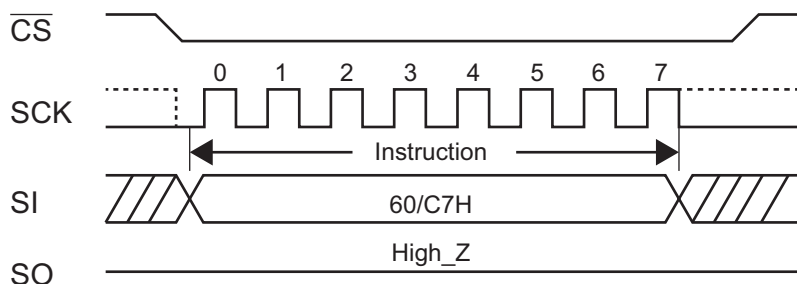 CS
0 1 2 3 4 5 6 7
SCK
Instruction
SI
60/C7H
High_Z
SO